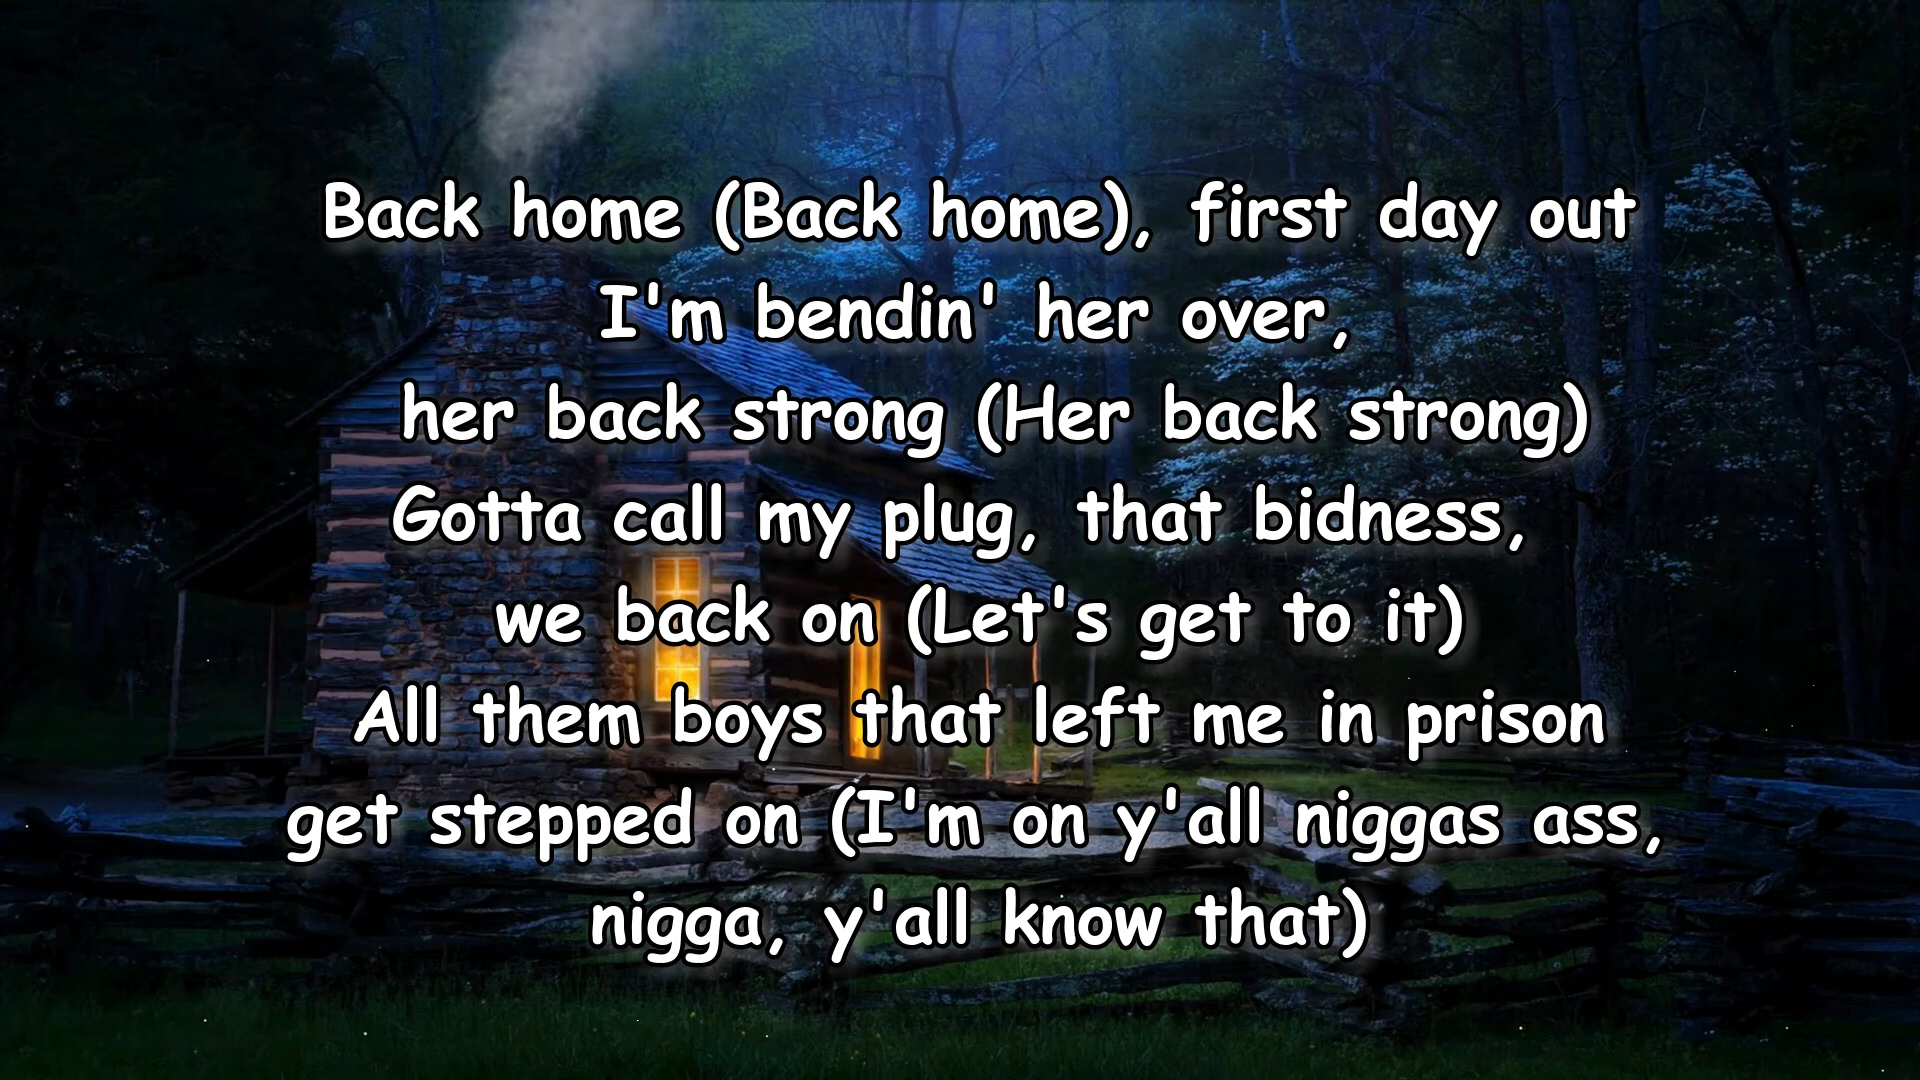 Back home (Back home), first day out
I'm bendin' her over,
her back strong (Her back strong)
Gotta call my plug, that bidness,
we back on (Let's get to it)
All them boys that left me in prison
get stepped on (I'm on y'all niggas ass,
nigga, y'all know that)